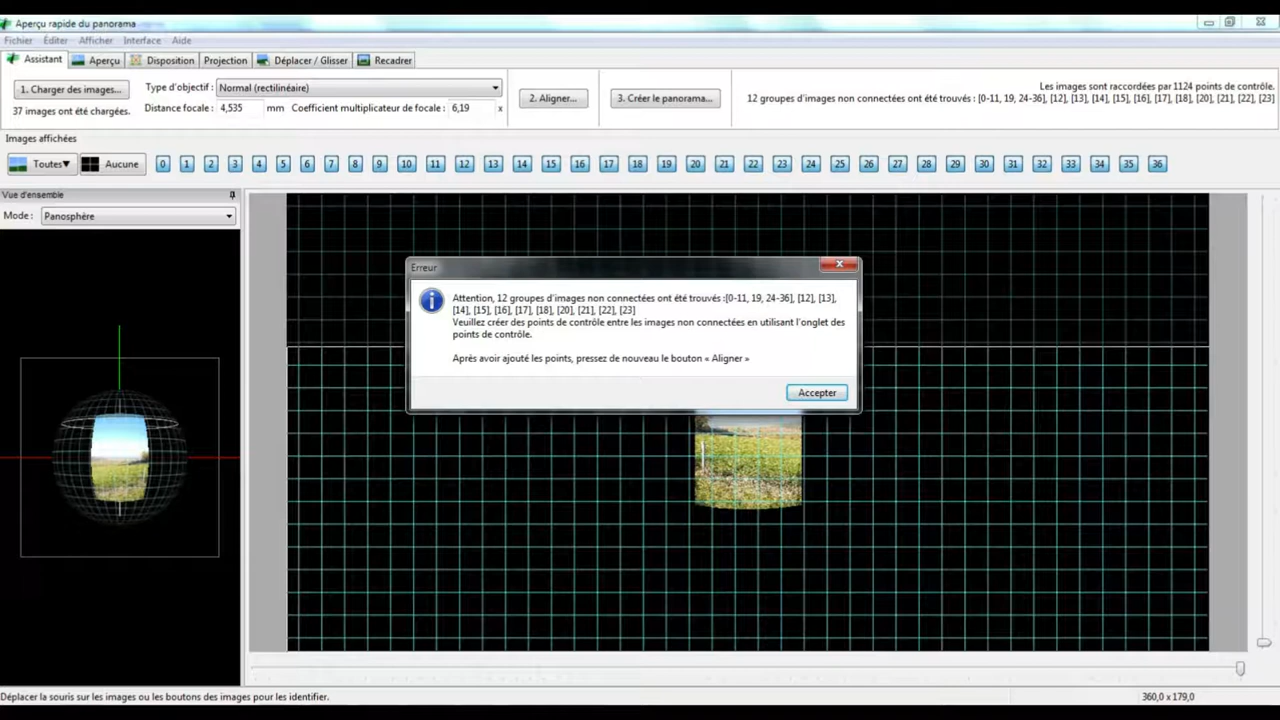 Aperçu rapide du panorama
Fichier Éditer Afficher Interface Aide
Assistant Aperçu Disposition Projection Déplacer / Glisser Recadrer
1. Charger des images...
37 images ont été chargées.
Type d'objectif : Normal (rectilinéaire)
Distance focale : 4,535 mm Coefficient multiplicateur de focale : 6,19 x
2. Aligner...
3. Créer le panorama...
Les images sont raccordées par 1124 points de contrôle.
12 groupes d'images non connectées ont été trouvés : [0-11, 19, 24-36], [12], [13], [14], [15], [16], [17], [18], [20], [21], [22], [23]
Images affichées
Toutes Aucune 0 1 2 3 4 5 6 7 8 9 10 11 12 13 14 15 16 17 18 19 20 21 22 23 24 25 26 27 28 29 30 31 32 33 34 35 36
Vue d'ensemble
Mode : Panosphère
Erreur
Attention, 12 groupes d'images non connectées ont été trouvés :[0-11, 19, 24-36], [12], [13],
[14], [15], [16], [17], [18], [20], [21], [22], [23]
Veuillez créer des points de contrôle entre les images non connectées en utilisant l'onglet des
points de contrôle.
Après avoir ajouté les points, pressez de nouveau le bouton « Aligner »
Accepter
Déplacer la souris sur les images ou les boutons des images pour les identifier.
360,0 x 179,0